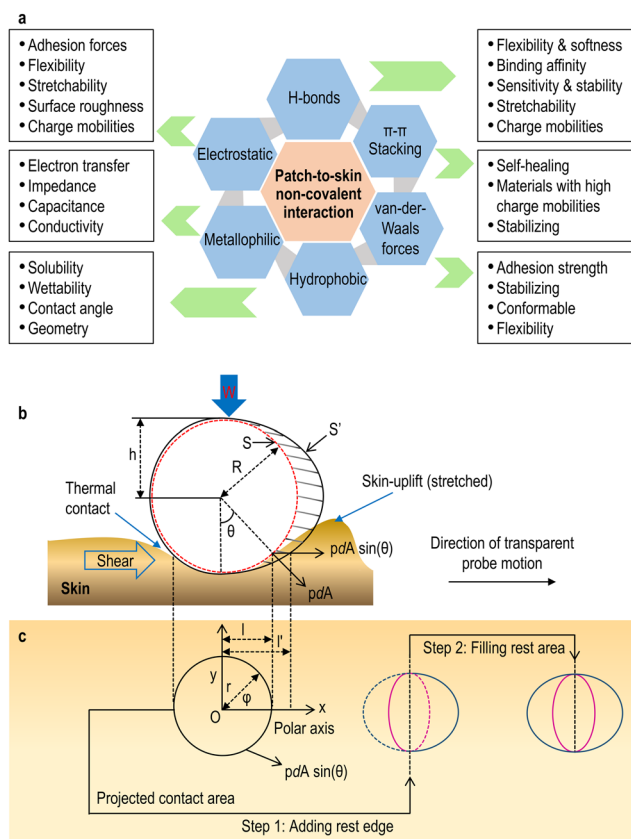 a
• Adhesion forces
• Flexibility
• Stretchability
• Surface roughness
• Charge mobilities
• Electron transfer
• Impedance
• Capacitance
• Conductivity
• Solubility
• Wettability
• Contact angle
• Geometry
H-bonds
Electrostatic
π-π
Stacking
Patch-to-skin
non-covalent
interaction
Metallophilic
van-der-
Waals
forces
Hydrophobic
• Flexibility & softness
• Binding affinity
• Sensitivity & stability
• Stretchability
• Charge mobilities
• Self-healing
• Materials with high
charge mobilities
• Stabilizing
• Adhesion strength
• Stabilizing
• Conformable
• Flexibility
b
W
h
S
S'
R
θ
Thermal
contact
Skin-uplift (stretched)
Shear
Skin
pdA sin(θ)
pdA
Direction of transparent
probe motion
c
l
l'
y
r
φ
O
x
Polar axis
pdA sin(θ)
Projected contact area
Step 1: Adding rest edge
Step 2: Filling rest area